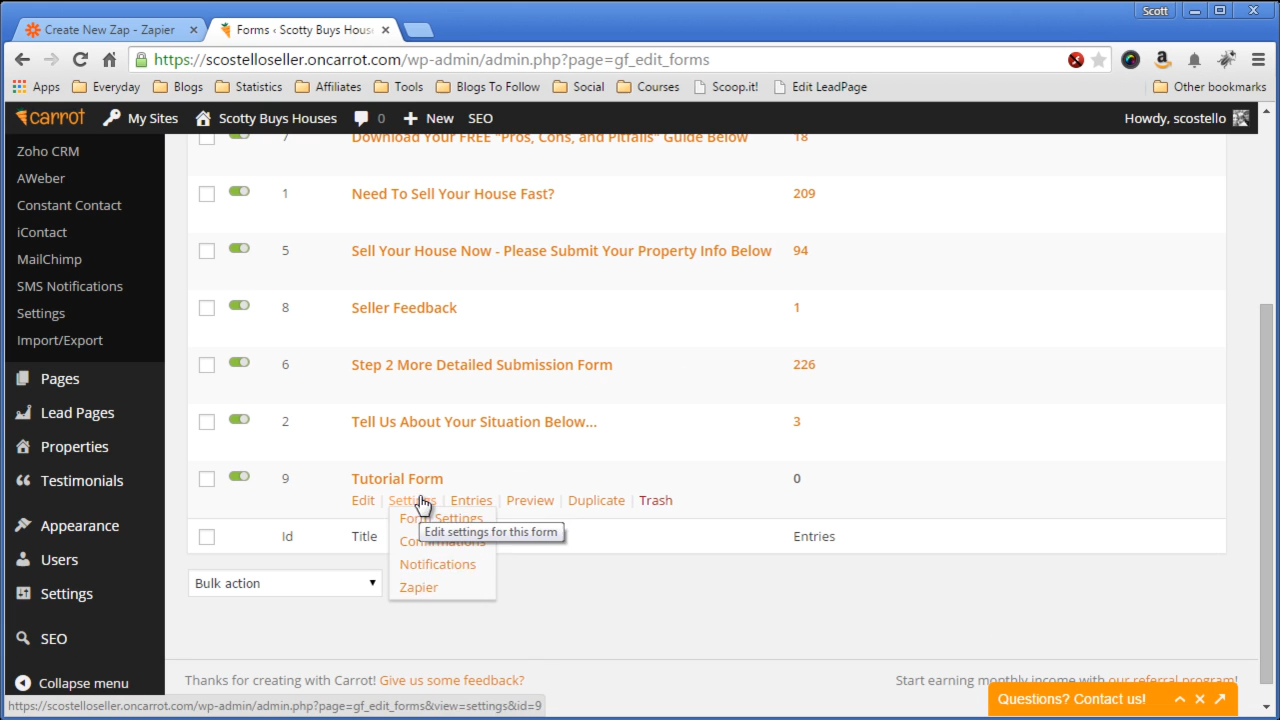 Scott
Create New Zap - Zapier
Forms ‹ Scotty Buys House
https://scostelloseller.oncarrot.com/wp-admin/admin.php?page=gf_edit_forms
Apps Everyday Blogs Statistics Affiliates Tools Blogs To Follow Social Courses Scoop.it! Edit LeadPage Other bookmarks
carrot My Sites Scotty Buys Houses 0 New SEO Howdy, scostello
Zoho CRM
AWeber
Constant Contact
iContact
MailChimp
SMS Notifications
Settings
Import/Export
Pages
Lead Pages
Properties
Testimonials
Appearance
Users
Settings
SEO
Collapse menu
7 Download Your FREE "Pros, Cons, and Pitfalls" Guide Below 18
1 Need To Sell Your House Fast? 209
5 Sell Your House Now - Please Submit Your Property Info Below 94
8 Seller Feedback 1
6 Step 2 More Detailed Submission Form 226
2 Tell Us About Your Situation Below... 3
9 Tutorial Form 0
Edit | Settings | Entries | Preview | Duplicate | Trash
Form Settings
Edit settings for this form
Confirmations
Notifications
Zapier
Id Title Entries
Bulk action
Thanks for creating with Carrot! Give us some feedback?
Start earning monthly income with our referral program!
Questions? Contact us!
https://scostelloseller.oncarrot.com/wp-admin/admin.php?page=gf_edit_forms&view=settings&id=9